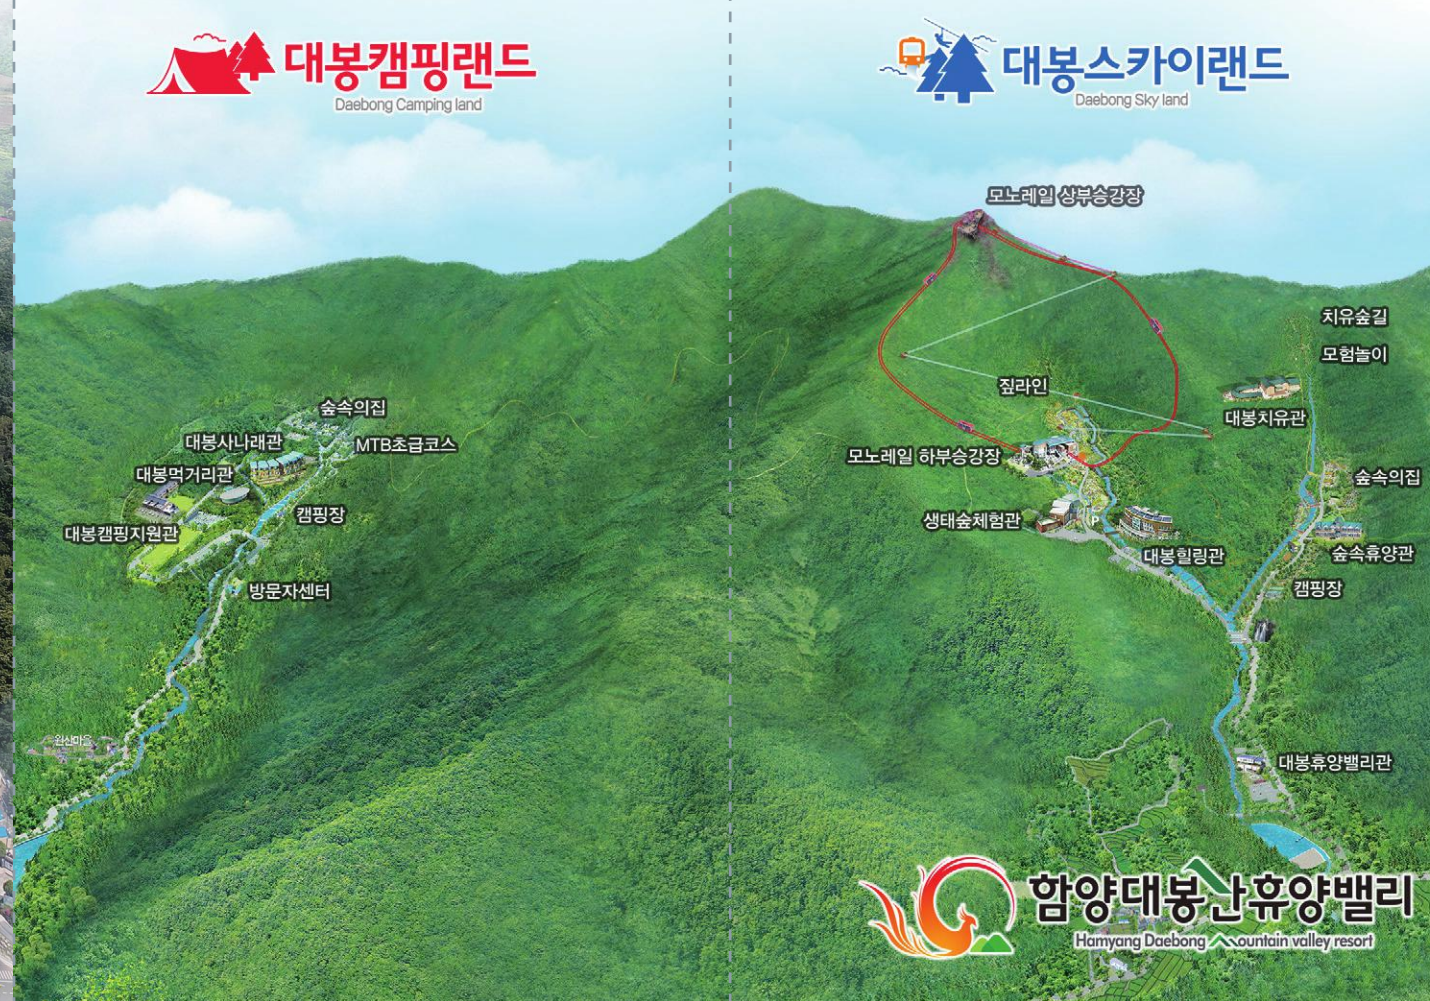 대봉캠핑랜드
Daebong Camping land
대봉스카이랜드
Daebong Sky land
모노레일 상부승강장
치유숲길
모험놀이
짚라인
대봉치유관
모노레일 하부승강장
숲속의집
생태숲체험관
P
대봉힐링관
숲속휴양관
캠핑장
대봉휴양밸리관
숲속의집
대봉사나래관
MTB초급코스
대봉먹거리관
캠핑장
대봉캠핑지원관
방문자센터
원산마을
함양대봉산휴양밸리
Hamyang Daebong Mountain valley resort